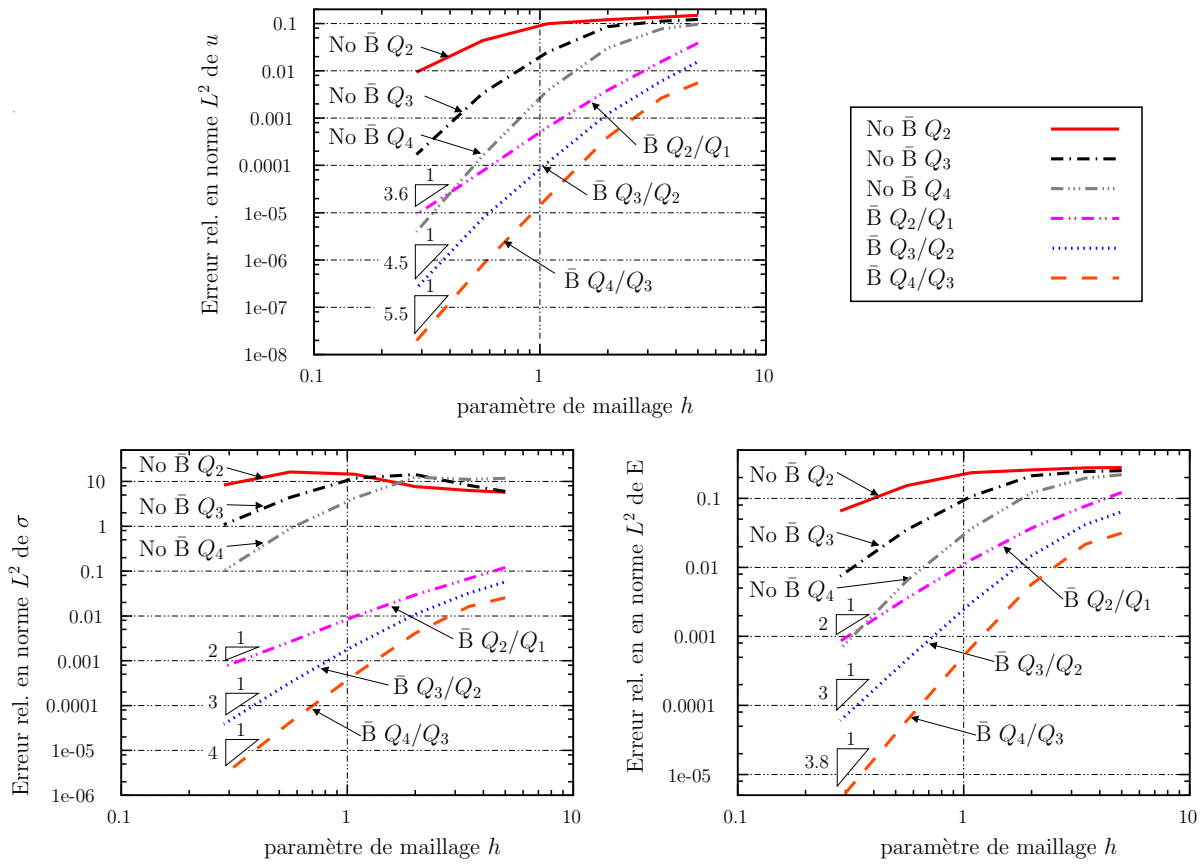 Erreur rel. en norme L² de u
0.1
0.01
0.001
0.0001
1e-05
1e-06
1e-07
1e-08
0.1
1
10
paramètre de maillage h
No B̄ Q₂
No B̄ Q₃
No B̄ Q₄
B̄ Q₂/Q₁
B̄ Q₃/Q₂
B̄ Q₄/Q₃
1
3.6
1
4.5
1
5.5
No B̄ Q₂
No B̄ Q₃
No B̄ Q₄
B̄ Q₂/Q₁
B̄ Q₃/Q₂
B̄ Q₄/Q₃
Erreur rel. en norme L² de σ
10
1
0.1
0.01
0.001
0.0001
1e-05
1e-06
0.1
1
10
paramètre de maillage h
No B̄ Q₂
No B̄ Q₃
No B̄ Q₄
B̄ Q₂/Q₁
B̄ Q₃/Q₂
B̄ Q₄/Q₃
1
2
1
3
1
4
Erreur rel. en en norme L² de E
0.1
0.01
0.001
0.0001
1e-05
0.1
1
10
paramètre de maillage h
No B̄ Q₂
No B̄ Q₃
No B̄ Q₄
B̄ Q₂/Q₁
B̄ Q₃/Q₂
B̄ Q₄/Q₃
1
2
1
3
1
3.8